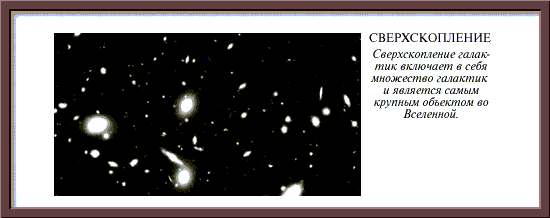 СВЕРХСКОПЛЕНИЕ
Сверхскопление галак-
тик включает в себя
множество галактик
и является самым
крупным объектом во
Вселенной.